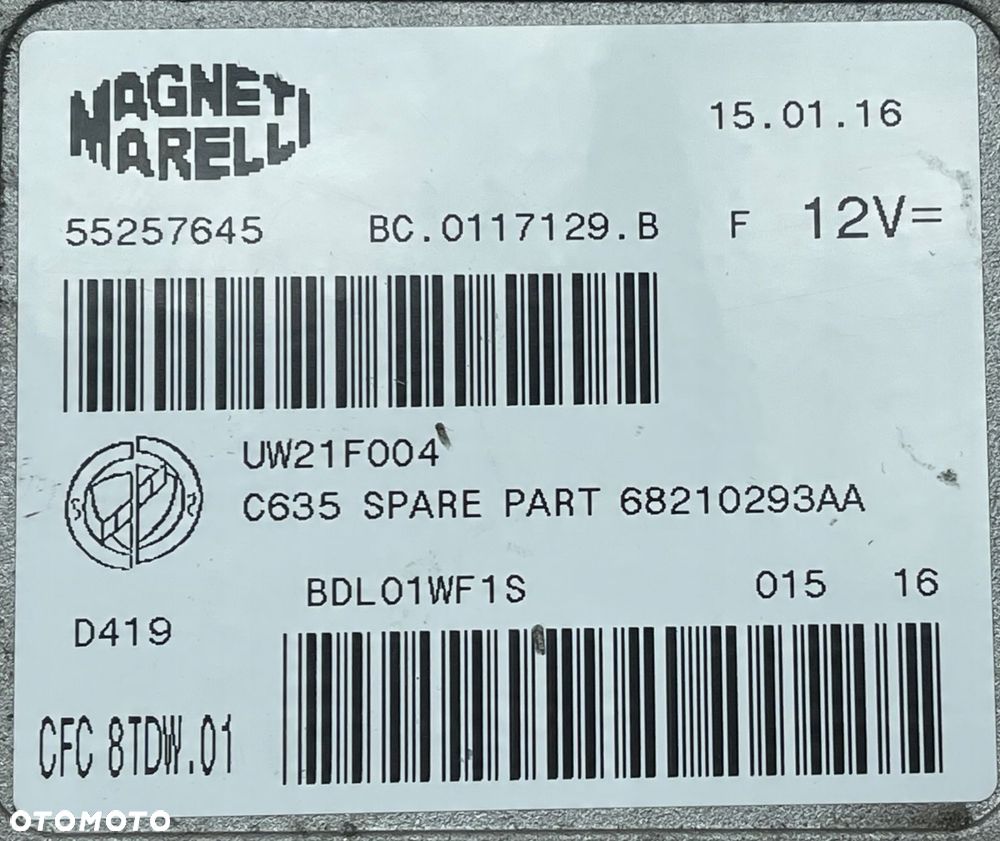 MAGNETI
MARELLI
15.01.16
55257645 BC.0117129.B F 12V=
UW21F004
C635 SPARE PART 68210293AA
BDL01WF1S 015 16
D419
CFC 8TDW.01
OTOMOTO